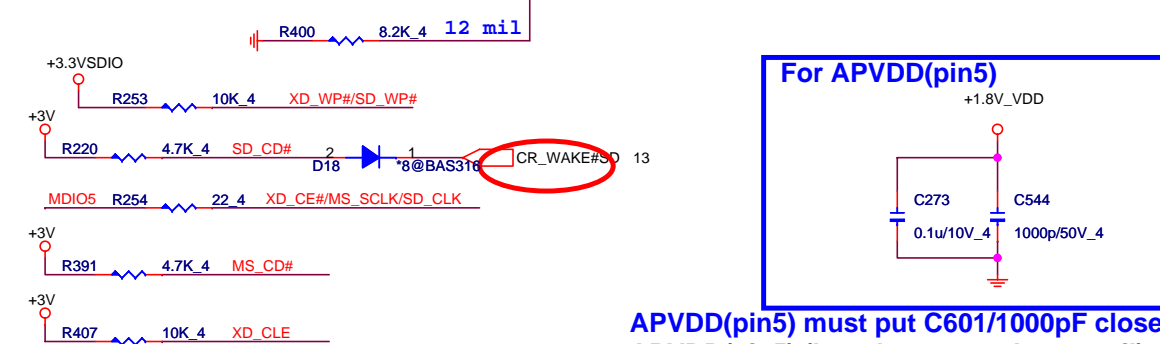 R400 8.2K_4 12 mil
+3.3VSDIO
R253 10K_4 XD_WP#/SD_WP#
+3V
R220 4.7K_4 SD_CD# 2 D18 1 *8@BAS316 CR_WAKE#SD 13
MDIO5 R254 22_4 XD_CE#/MS_SCLK/SD_CLK
+3V
R391 4.7K_4 MS_CD#
+3V
R407 10K_4 XD_CLE
For APVDD(pin5)
+1.8V_VDD
C273 C544
0.1u/10V_4 1000p/50V_4
APVDD(pin5) must put C601/1000pF close